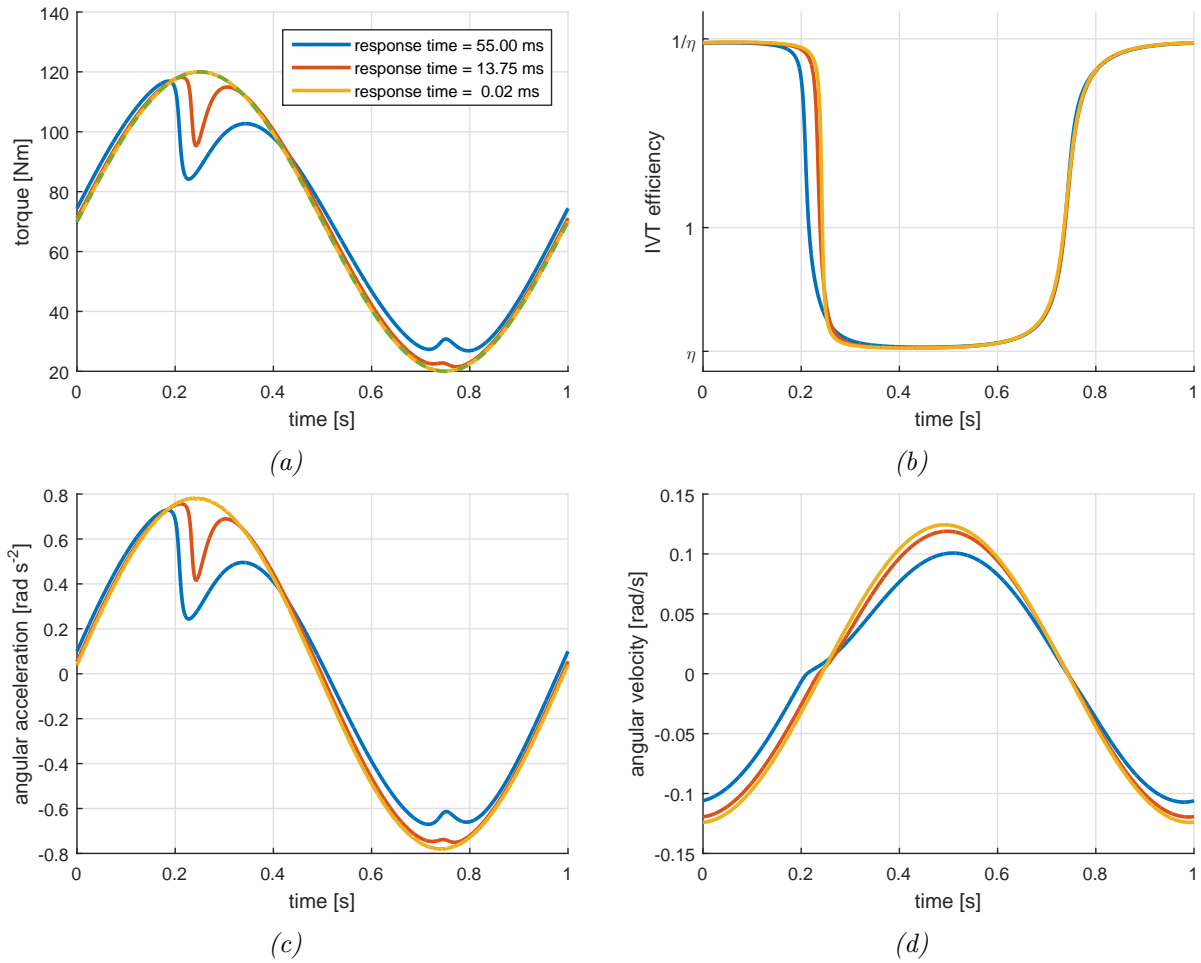 140
120
100
80
60
40
20
torque [Nm]
response time = 55.00 ms
response time = 13.75 ms
response time = 0.02 ms
0 0.2 0.4 0.6 0.8 1
time [s]
(a)
1/η
1
η
IVT efficiency
0 0.2 0.4 0.6 0.8 1
time [s]
(b)
0.8
0.6
0.4
0.2
0
-0.2
-0.4
-0.6
-0.8
angular acceleration [rad s⁻²]
0 0.2 0.4 0.6 0.8 1
time [s]
(c)
0.15
0.1
0.05
0
-0.05
-0.1
-0.15
angular velocity [rad/s]
0 0.2 0.4 0.6 0.8 1
time [s]
(d)